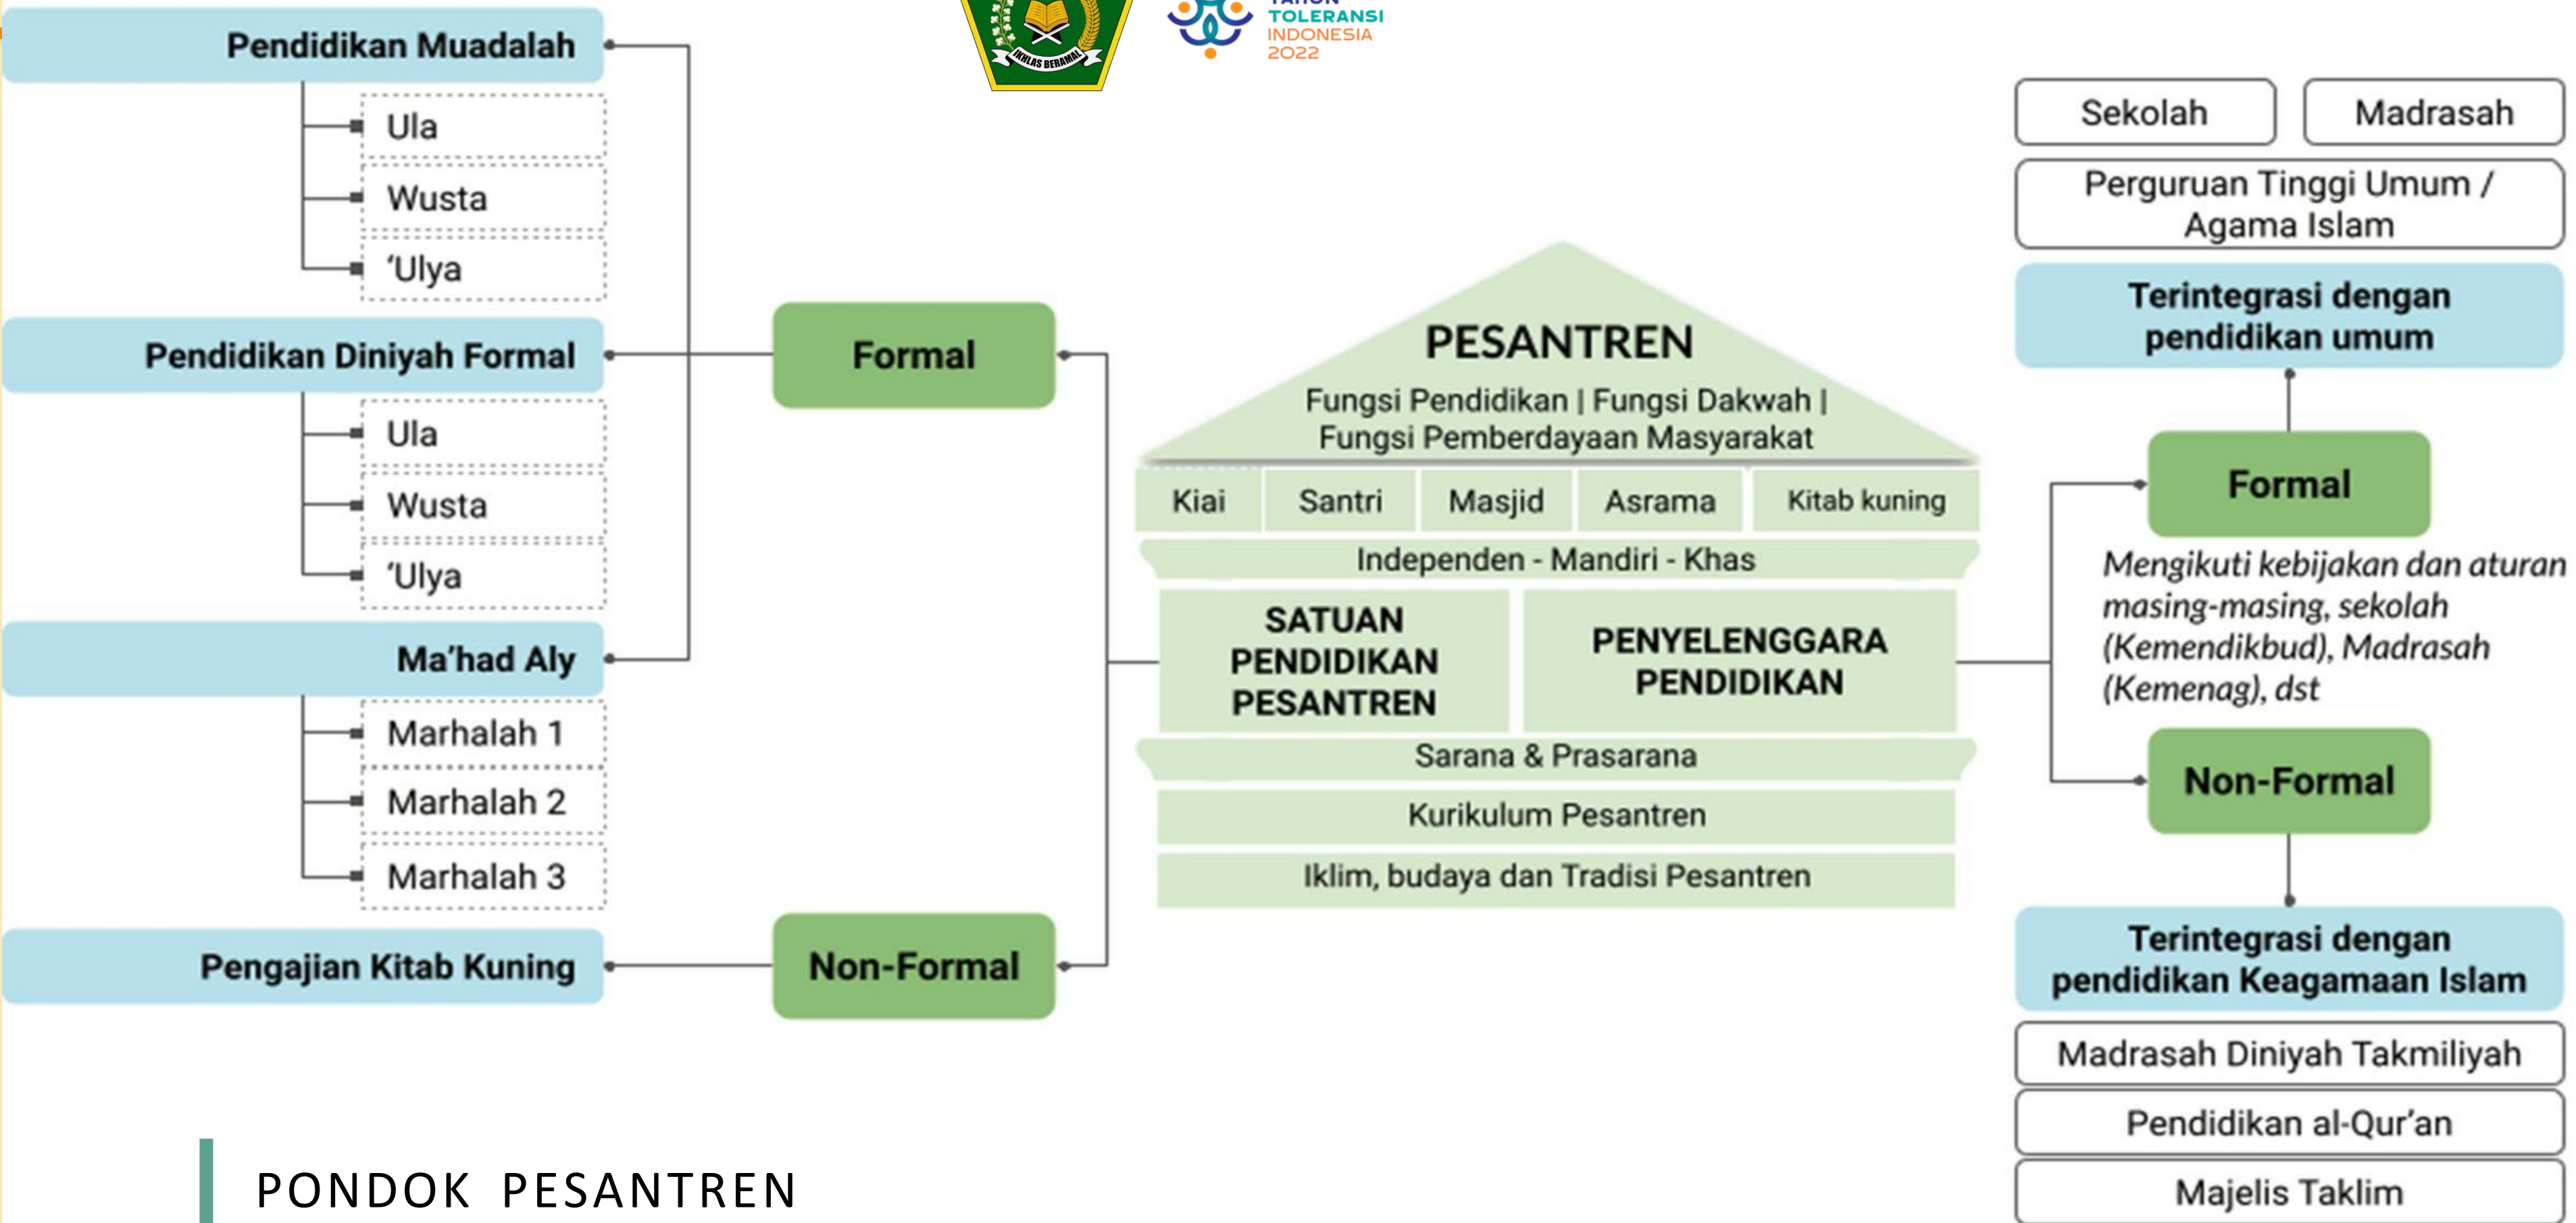 Pendidikan Muadalah
Ula
Wusta
‘Ulya
Pendidikan Diniyah Formal
Ula
Wusta
‘Ulya
Ma’had Aly
Marhalah 1
Marhalah 2
Marhalah 3
Pengajian Kitab Kuning
Formal
Non-Formal
IKHLAS BERAMAL
TAHUN
TOLERANSI
INDONESIA
2022
PESANTREN
Fungsi Pendidikan | Fungsi Dakwah |
Fungsi Pemberdayaan Masyarakat
Kiai
Santri
Masjid
Asrama
Kitab kuning
Independen - Mandiri - Khas
SATUAN
PENDIDIKAN
PESANTREN
PENYELENGGARA
PENDIDIKAN
Sarana & Prasarana
Kurikulum Pesantren
Iklim, budaya dan Tradisi Pesantren
Sekolah
Madrasah
Perguruan Tinggi Umum /
Agama Islam
Terintegrasi dengan
pendidikan umum
Formal
Mengikuti kebijakan dan aturan
masing-masing, sekolah
(Kemendikbud), Madrasah
(Kemenag), dst
Non-Formal
Terintegrasi dengan
pendidikan Keagamaan Islam
Madrasah Diniyah Takmiliyah
Pendidikan al-Qur’an
Majelis Taklim
PONDOK PESANTREN